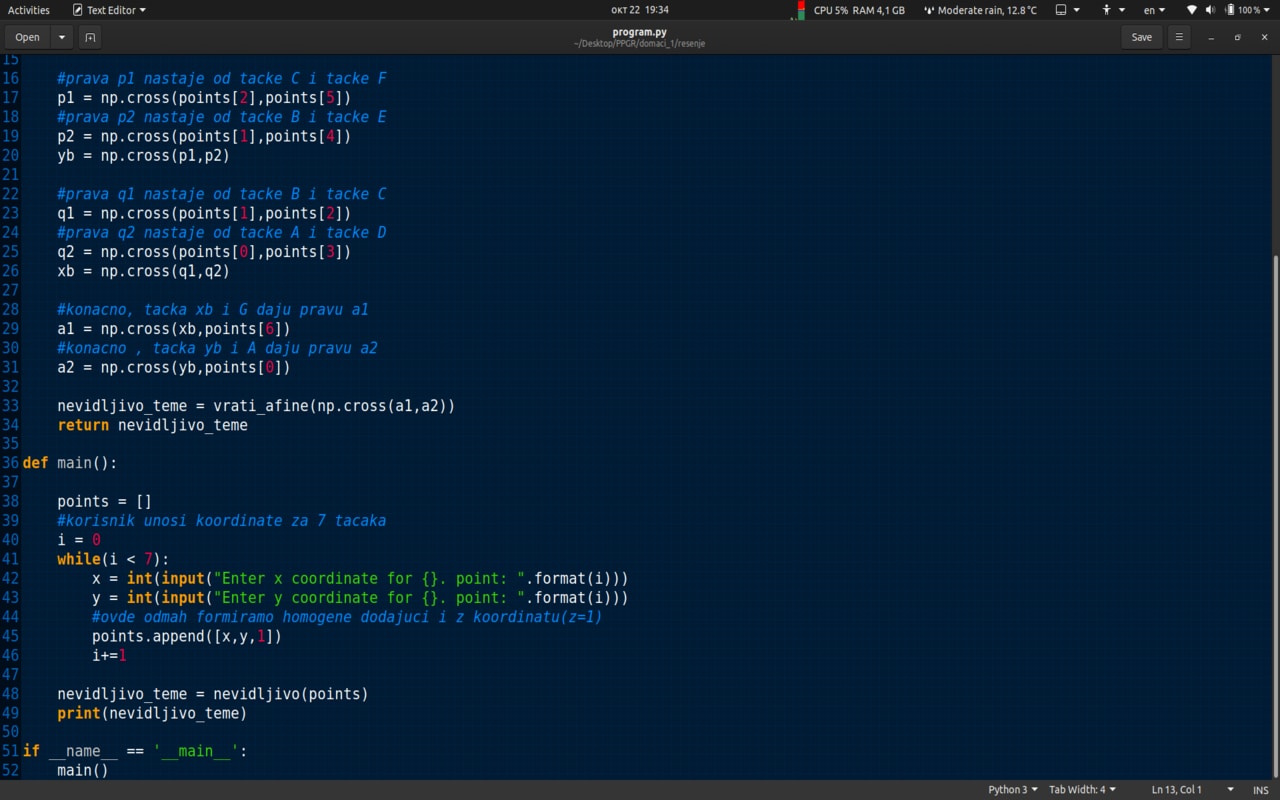 Activities Text Editor окт 22 19:34 CPU 5% RAM 4,1 GB Moderate rain, 12.8 °C en 100 %
Open program.py Save
~/Desktop/PPGR/domaci_1/resenje
15
16 #prava p1 nastaje od tacke C i tacke F
17 p1 = np.cross(points[2],points[5])
18 #prava p2 nastaje od tacke B i tacke E
19 p2 = np.cross(points[1],points[4])
20 yb = np.cross(p1,p2)
21
22 #prava q1 nastaje od tacke B i tacke C
23 q1 = np.cross(points[1],points[2])
24 #prava q2 nastaje od tacke A i tacke D
25 q2 = np.cross(points[0],points[3])
26 xb = np.cross(q1,q2)
27
28 #konacno, tacka xb i G daju pravu a1
29 a1 = np.cross(xb,points[6])
30 #konacno , tacka yb i A daju pravu a2
31 a2 = np.cross(yb,points[0])
32
33 nevidljivo_teme = vrati_afine(np.cross(a1,a2))
34 return nevidljivo_teme
35
36 def main():
37
38 points = []
39 #korisnik unosi koordinate za 7 tacaka
40 i = 0
41 while(i < 7):
42 x = int(input("Enter x coordinate for {}. point: ".format(i)))
43 y = int(input("Enter y coordinate for {}. point: ".format(i)))
44 #ovde odmah formiramo homogene dodajuci i z koordinatu(z=1)
45 points.append([x,y,1])
46 i+=1
47
48 nevidljivo_teme = nevidljivo(points)
49 print(nevidljivo_teme)
50
51 if __name__ == '__main__':
52 main()
Python 3 Tab Width: 4 Ln 13, Col 1 INS